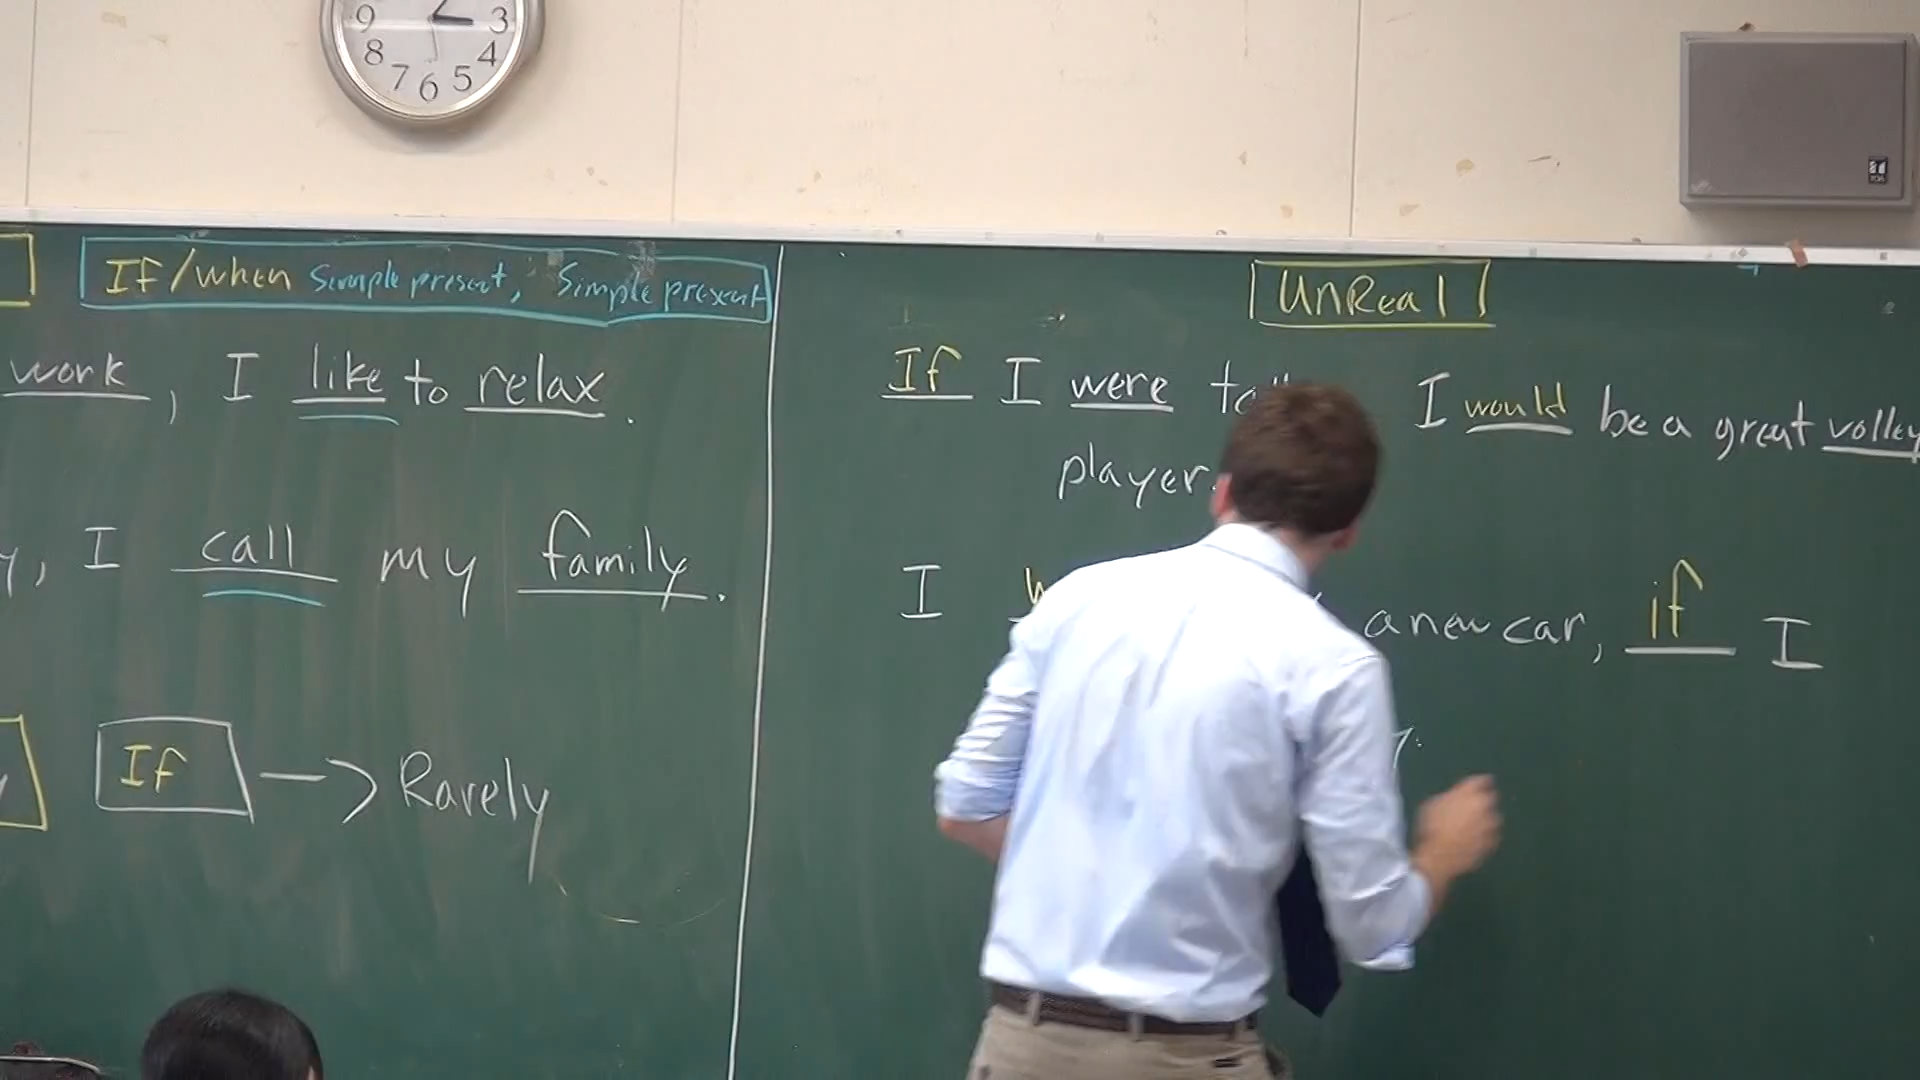 9 3
8 4
7 6 5
If/when simple present, simple present
work, I like to relax.
y, I call my family.
If → Rarely
UnReal
If I were I would be a great volley
player.
I a new car, if I
TOA